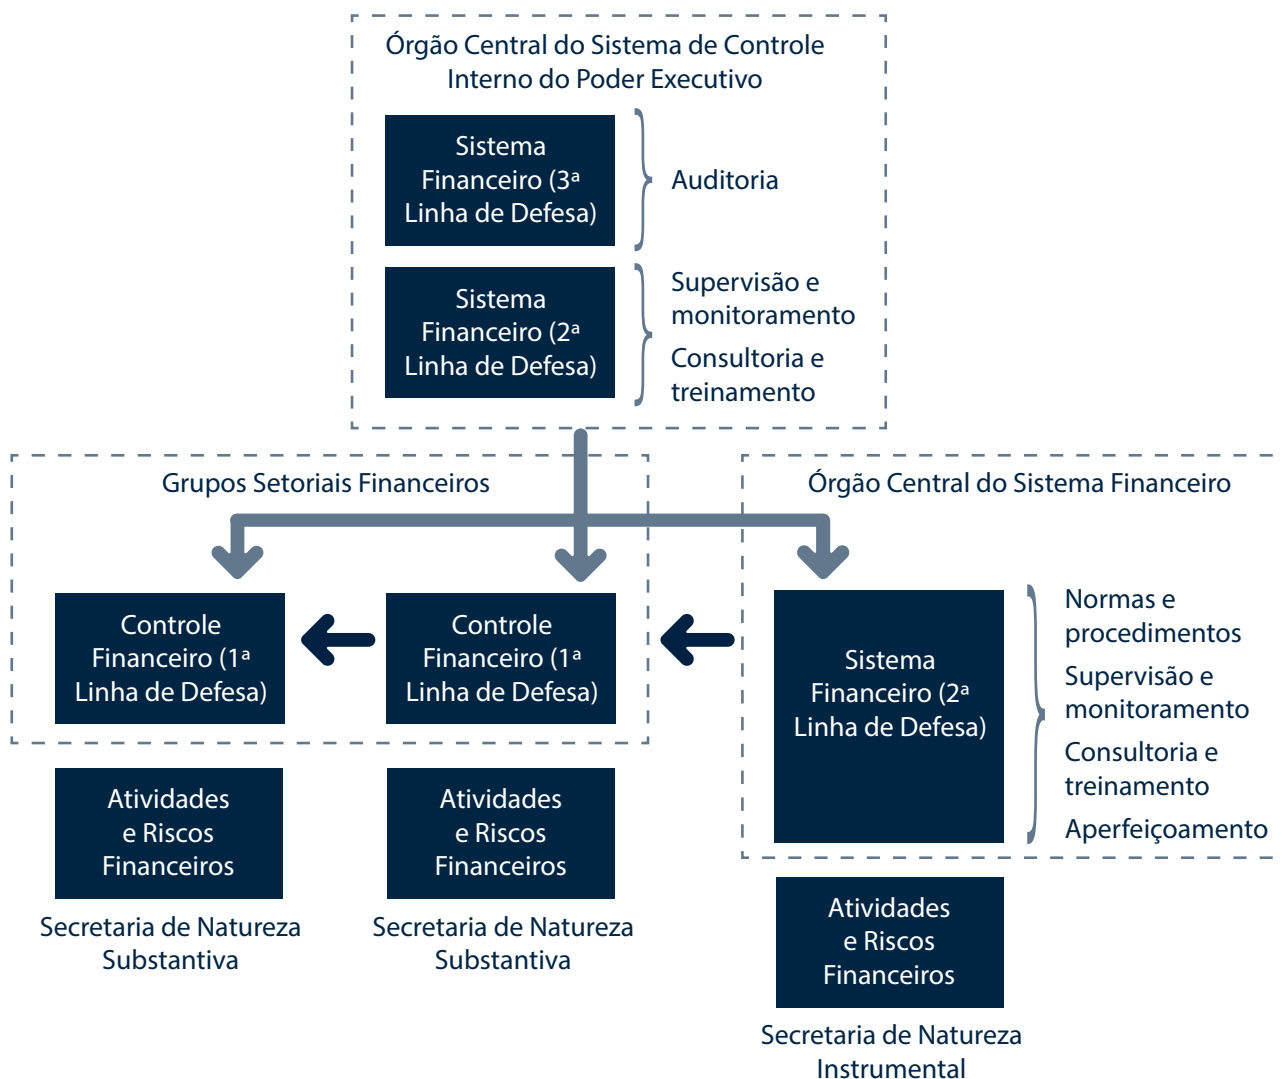 Órgão Central do Sistema de Controle
Interno do Poder Executivo
Sistema
Financeiro (3ª
Linha de Defesa)
Auditoria
Sistema
Financeiro (2ª
Linha de Defesa)
Supervisão e
monitoramento
Consultoria e
treinamento
Grupos Setoriais Financeiros
Controle
Financeiro (1ª
Linha de Defesa)
Controle
Financeiro (1ª
Linha de Defesa)
Atividades
e Riscos
Financeiros
Secretaria de Natureza
Substantiva
Atividades
e Riscos
Financeiros
Secretaria de Natureza
Substantiva
Órgão Central do Sistema Financeiro
Sistema
Financeiro (2ª
Linha de Defesa)
Normas e
procedimentos
Supervisão e
monitoramento
Consultoria e
treinamento
Aperfeiçoamento
Atividades
e Riscos
Financeiros
Secretaria de Natureza
Instrumental